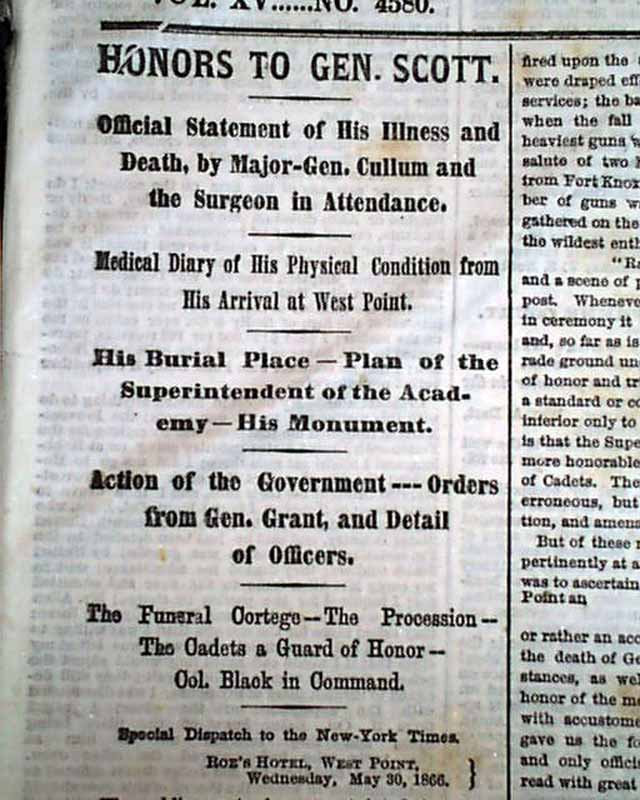 VOL. XV......NO. 4580.
HONORS TO GEN. SCOTT.
Official Statement of His Illness and
Death, by Major-Gen. Cullum and
the Surgeon in Attendance.
Medical Diary of His Physical Condition from
His Arrival at West Point.
His Burial Place — Plan of the
Superintendent of the Acad-
emy — His Monument.
Action of the Government --- Orders
from Gen. Grant, and Detail
of Officers.
The Funeral Cortege — The Procession —
The Cadets a Guard of Honor —
Col. Black in Command.
Special Dispatch to the New-York Times.
ROE'S HOTEL, WEST POINT,
Wednesday, May 30, 1866. }
fired upon the
were draped
services; the
when the fall
heaviest guns
salute of two
from Fort Knox
ber of guns
gathered on the
the wildest
and a scene of
post. Whenever
in ceremony it
and, so far as is
rade ground
of honor and
a standard or
inferior only to
is that the
more honorable
of Cadets. The
erroneous, but
tion, and
But of these
pertinently at
was to ascertain
Point an
or rather an
the death of
stances, as
honor of the
with
gave us the
and only
read with great